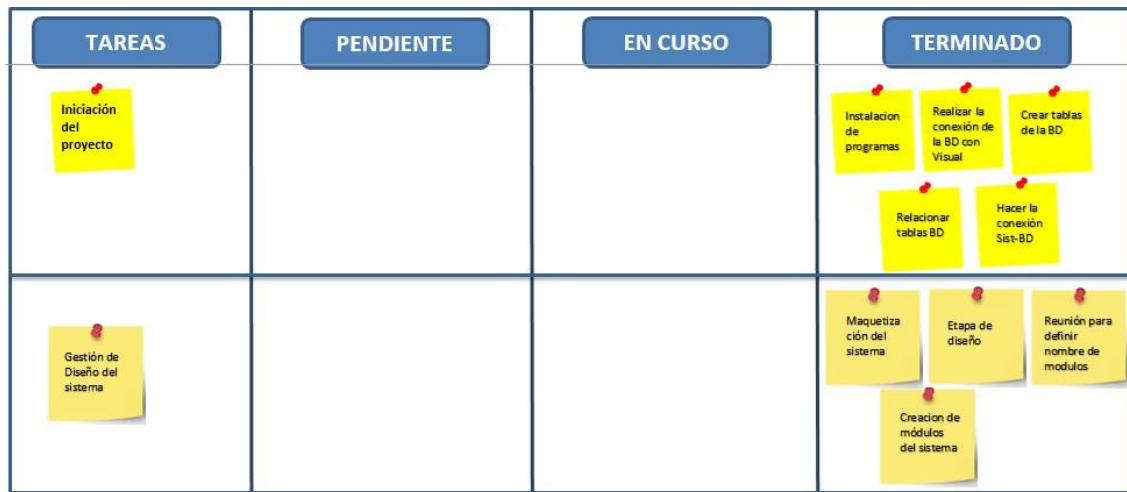 TAREAS
PENDIENTE
EN CURSO
TERMINADO
Iniciación
del
proyecto
Instalacion
de
programas
Realizar la
conexión de
la BD con
Visual
Crear tablas
de la BD
Relacionar
tablas BD
Hacer la
conexión
Sist-BD
Gestión de
Diseño del
sistema
Maquetiza
ción del
sistema
Etapa de
diseño
Reunión para
definir
nombre de
modulos
Creacion de
módulos
del sistema